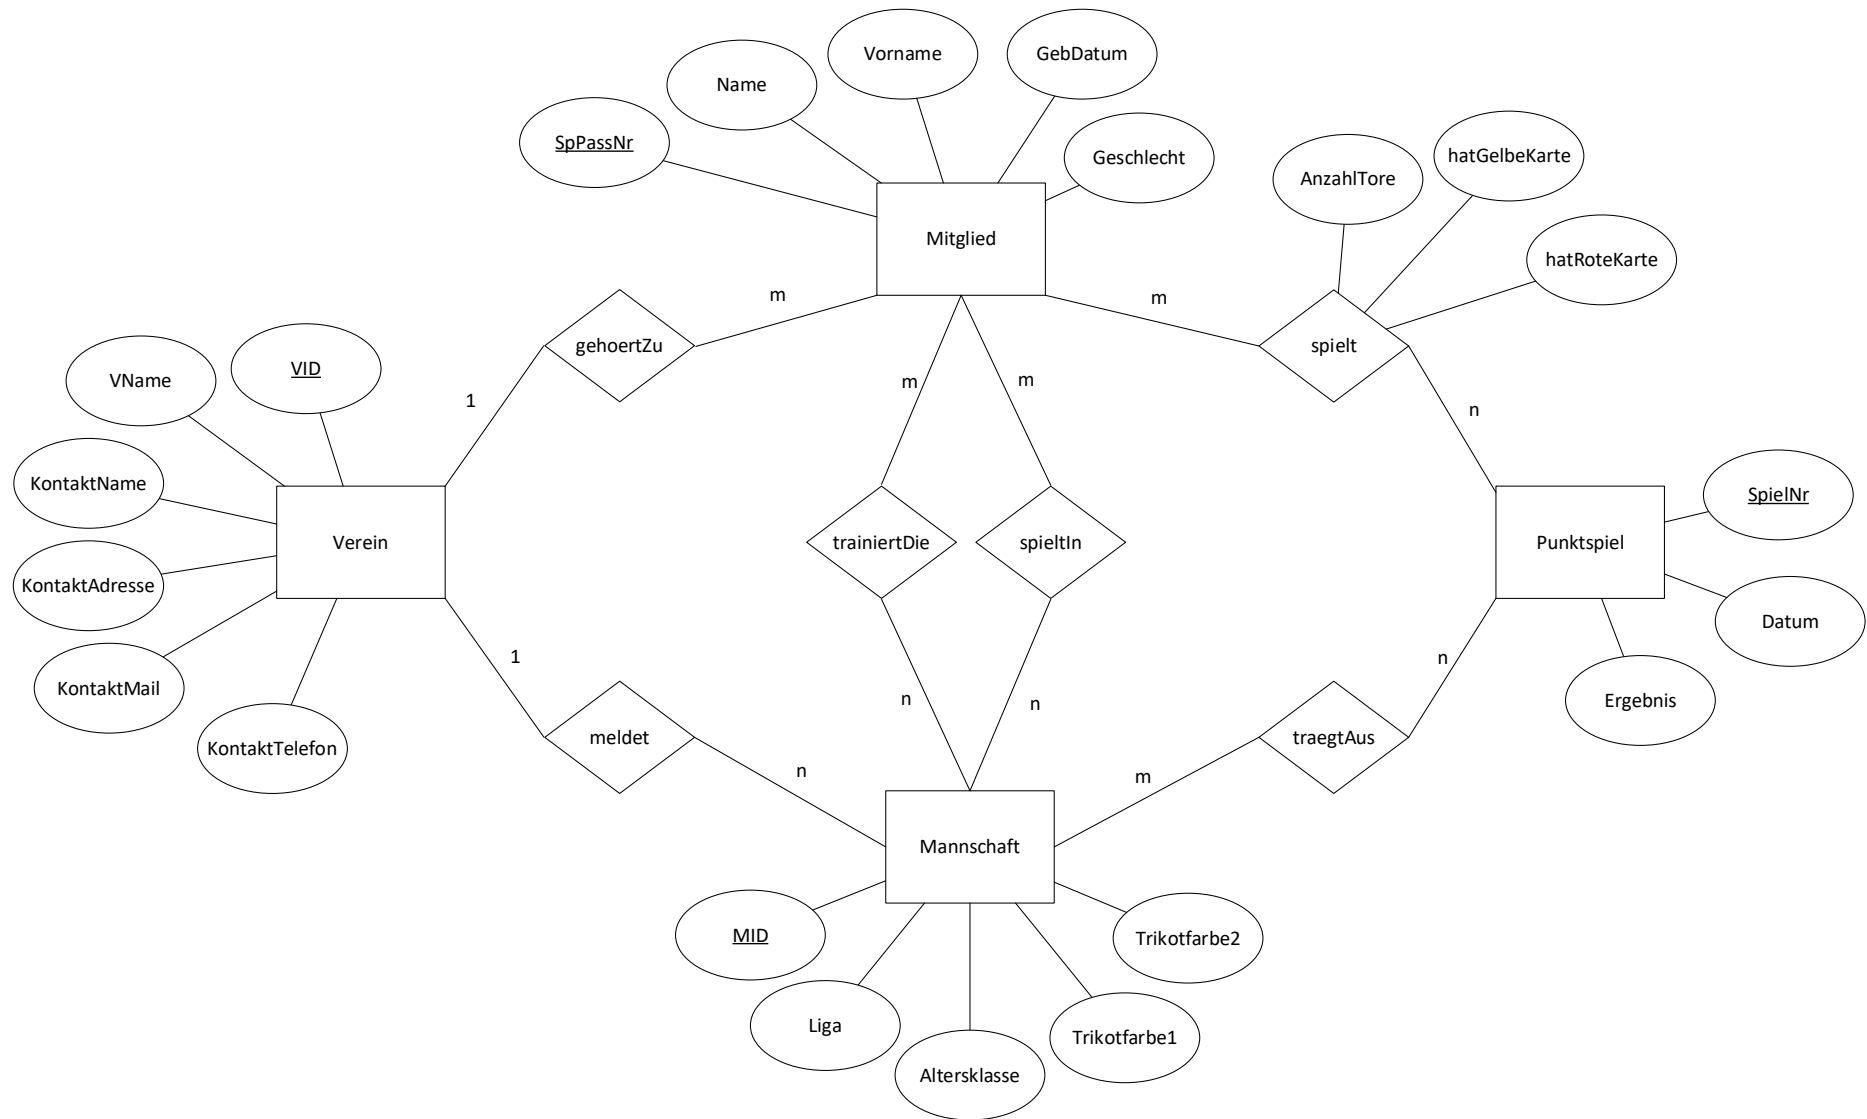 Vorname
GebDatum
Name
SpPassNr
Geschlecht
hatGelbeKarte
AnzahlTore
hatRoteKarte
Mitglied
m
m
gehoertZu
spielt
VName
VID
1
m
m
n
KontaktName
SpielNr
Verein
trainiertDie
spieltIn
Punktspiel
KontaktAdresse
Datum
1
n
KontaktMail
n
n
Ergebnis
KontaktTelefon
meldet
traegtAus
n
m
Mannschaft
MID
Trikotfarbe2
Liga
Trikotfarbe1
Altersklasse